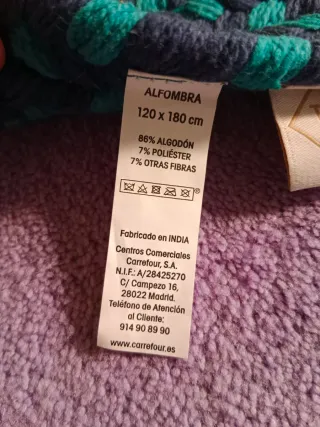 ALFOMBRA
120 x 180 cm
86% ALGODÓN
7% POLIÉSTER
7% OTRAS FIBRAS
Fabricado en INDIA
Centros Comerciales
Carrefour, S.A.
N.I.F.: A/28425270
C/ Campezo 16,
28022 Madrid.
Teléfono de Atención
al Cliente:
914 90 89 90
www.carrefour.es